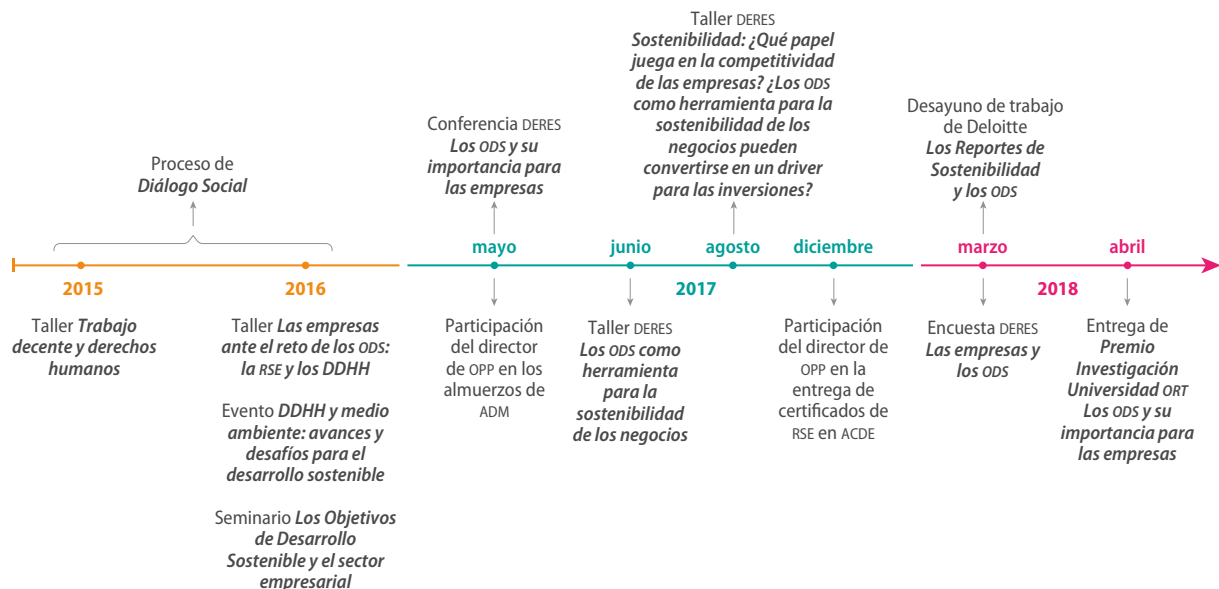 Proceso de
Diálogo Social
Conferencia DERES
Los ODS y su
importancia para
las empresas
Taller DERES
Sostenibilidad: ¿Qué papel
juega en la competitividad
de las empresas? ¿Los ODS
como herramienta para la
sostenibilidad de los
negocios pueden
convertirse en un driver
para las inversiones?
Desayuno de trabajo
de Deloitte
Los Reportes de
Sostenibilidad
y los ODS
mayo
junio
agosto
diciembre
marzo
abril
2015
2016
2017
2018
Taller Trabajo
decente y derechos
humanos
Taller Las empresas
ante el reto de los ODS:
la RSE y los DDHH
Evento DDHH y medio
ambiente: avances y
desafíos para el
desarrollo sostenible
Seminario Los Objetivos
de Desarrollo
Sostenible y el sector
empresarial
Participación
del director
de OPP en los
almuerzos de
ADM
Taller DERES
Los ODS como
herramienta
para la
sostenibilidad
de los negocios
Participación
del director de
OPP en la
entrega de
certificados de
RSE en ACDE
Encuesta DERES
Las empresas y
los ODS
Entrega de
Premio
Investigación
Universidad ORT
Los ODS y su
importancia para
las empresas